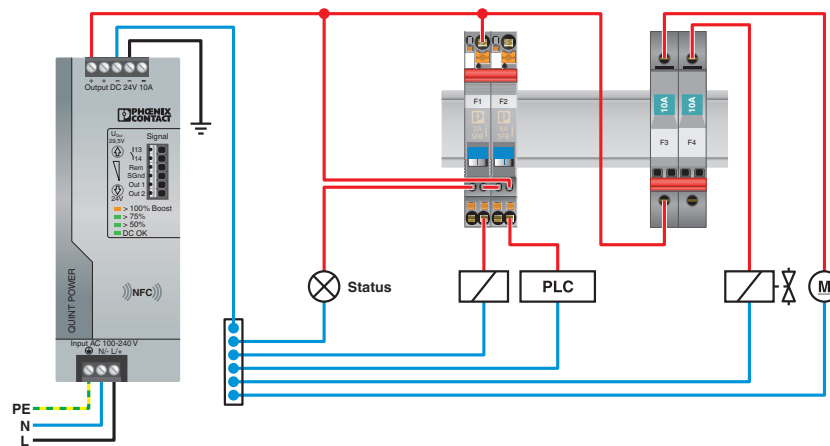 + + − − −
Output DC 24V 10A
PHOENIX
CONTACT
UOut
29,5V
Signal
13
14
Rem
SGnd
Out 1
Out 2
24V
> 100% Boost
> 75%
> 50%
DC OK
QUINT POWER
NFC
Input AC 100-240 V
N/- L/+
PE
N
L
Status
F1
F2
SFB
SFB
PLC
10A
10A
F3
F4
M